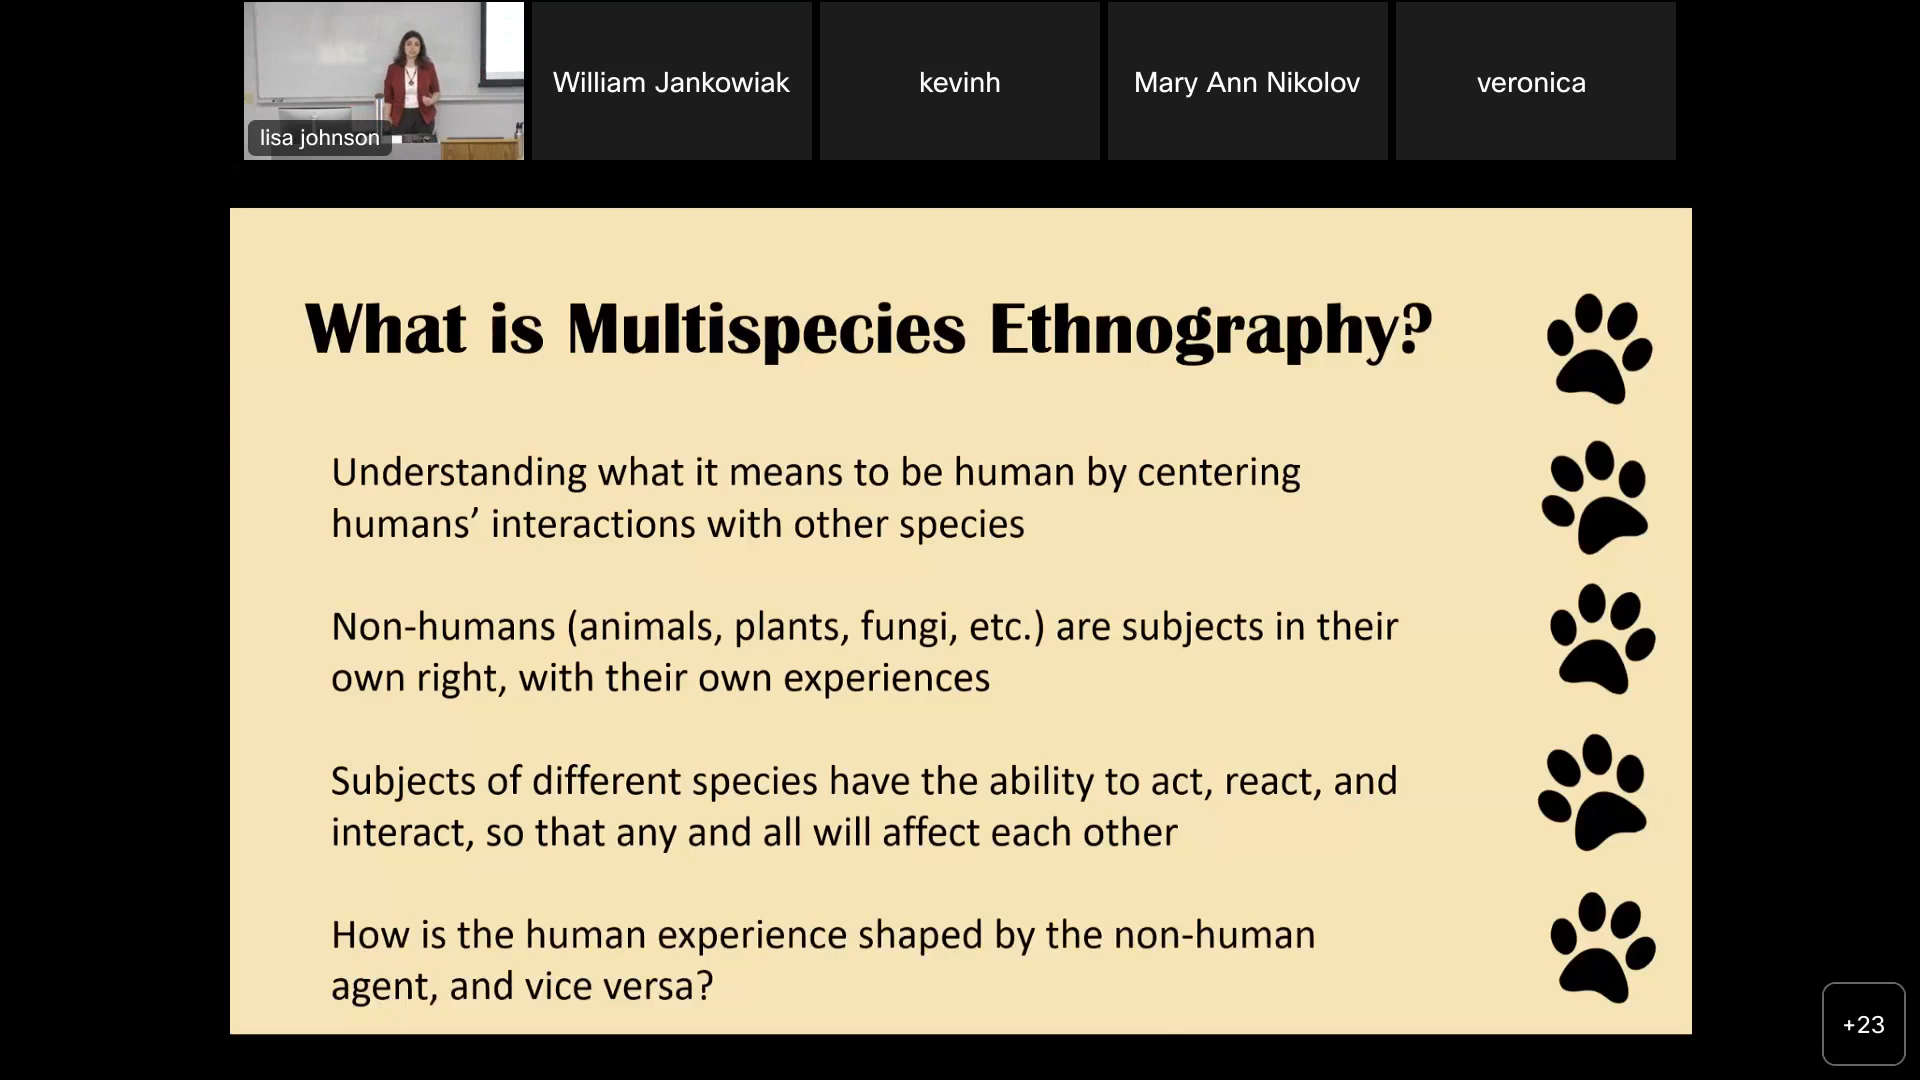 lisa johnson
William Jankowiak
kevinh
Mary Ann Nikolov
veronica
What is Multispecies Ethnography?
Understanding what it means to be human by centering
humans’ interactions with other species
Non-humans (animals, plants, fungi, etc.) are subjects in their
own right, with their own experiences
Subjects of different species have the ability to act, react, and
interact, so that any and all will affect each other
How is the human experience shaped by the non-human
agent, and vice versa?
+23